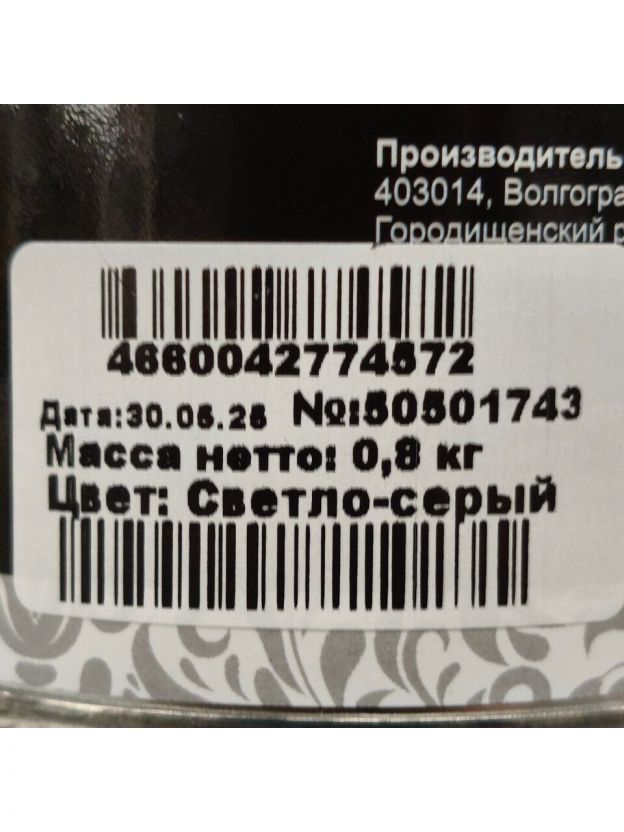 Производитель
403014, Волгогра
Городищенский р
4660042774572
Дата:30.05.25 №:50501743
Масса нетто: 0,8 кг
Цвет: Светло-серый